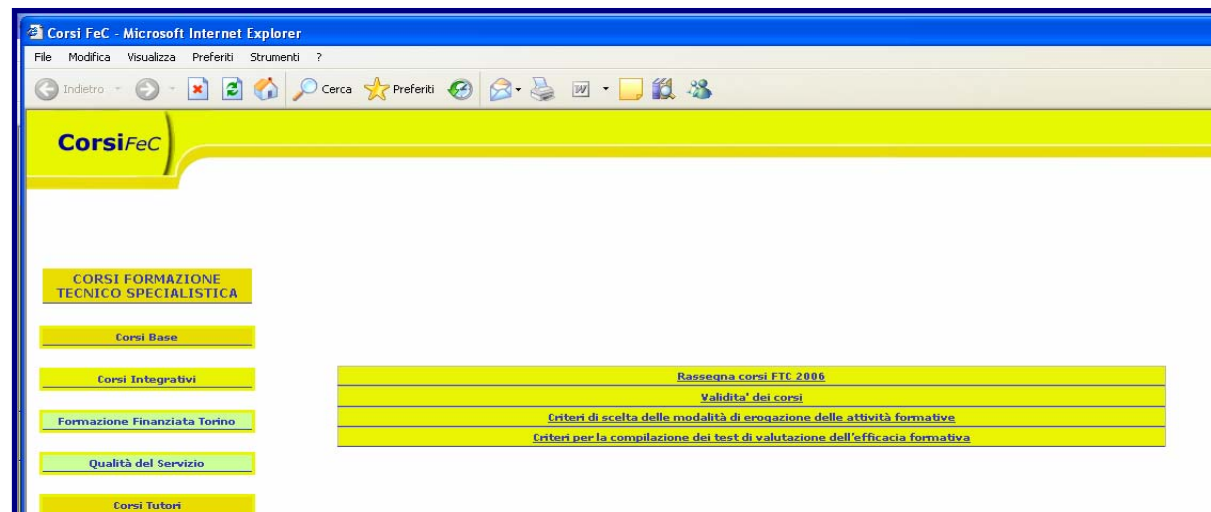 Corsi FeC - Microsoft Internet Explorer
File Modifica Visualizza Preferiti Strumenti ?
Indietro Cerca Preferiti
CorsiFeC
CORSI FORMAZIONE
TECNICO SPECIALISTICA
Corsi Base
Corsi Integrativi
Formazione Finanziata Torino
Qualità del Servizio
Corsi Tutori
Rassegna corsi FTC 2006
Validita' dei corsi
Criteri di scelta delle modalità di erogazione delle attività formative
Criteri per la compilazione dei test di valutazione dell'efficacia formativa